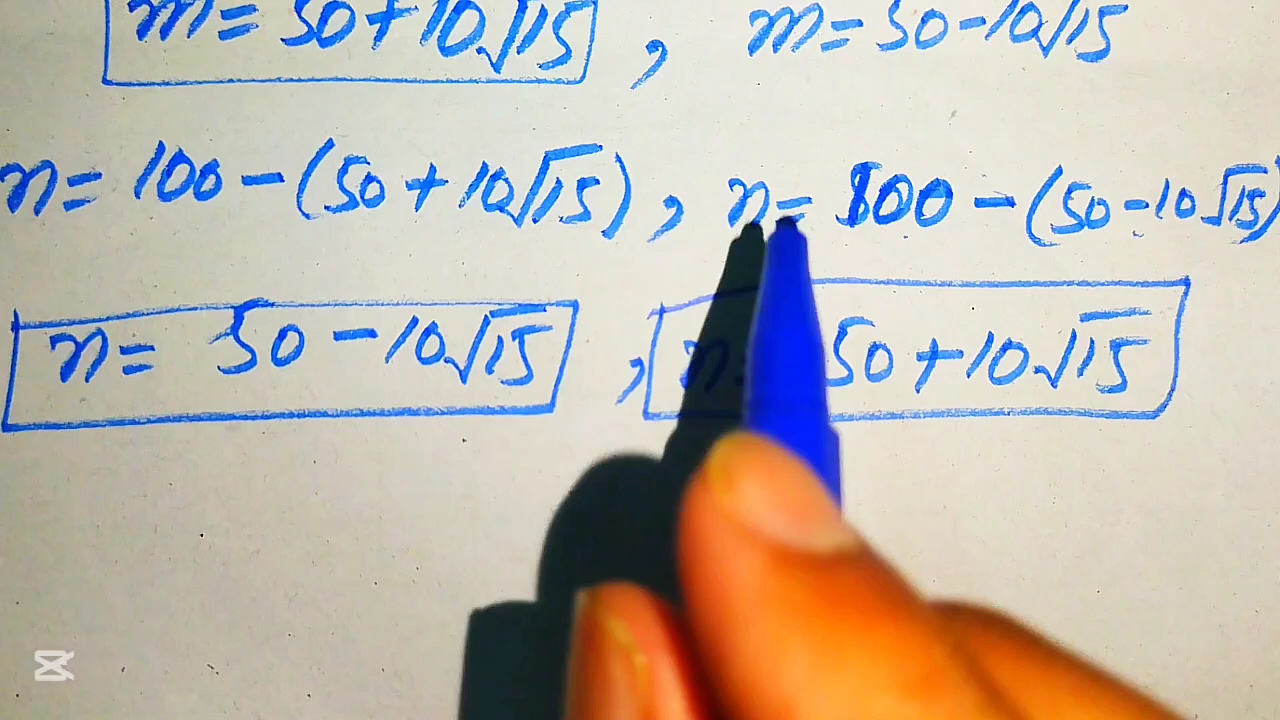 m = 50 + 10√15 , m = 50 - 10√15
n = 100 - (50 + 10√15) , n = 100 - (50 - 10√15)
n = 50 - 10√15 , n = 50 + 10√15